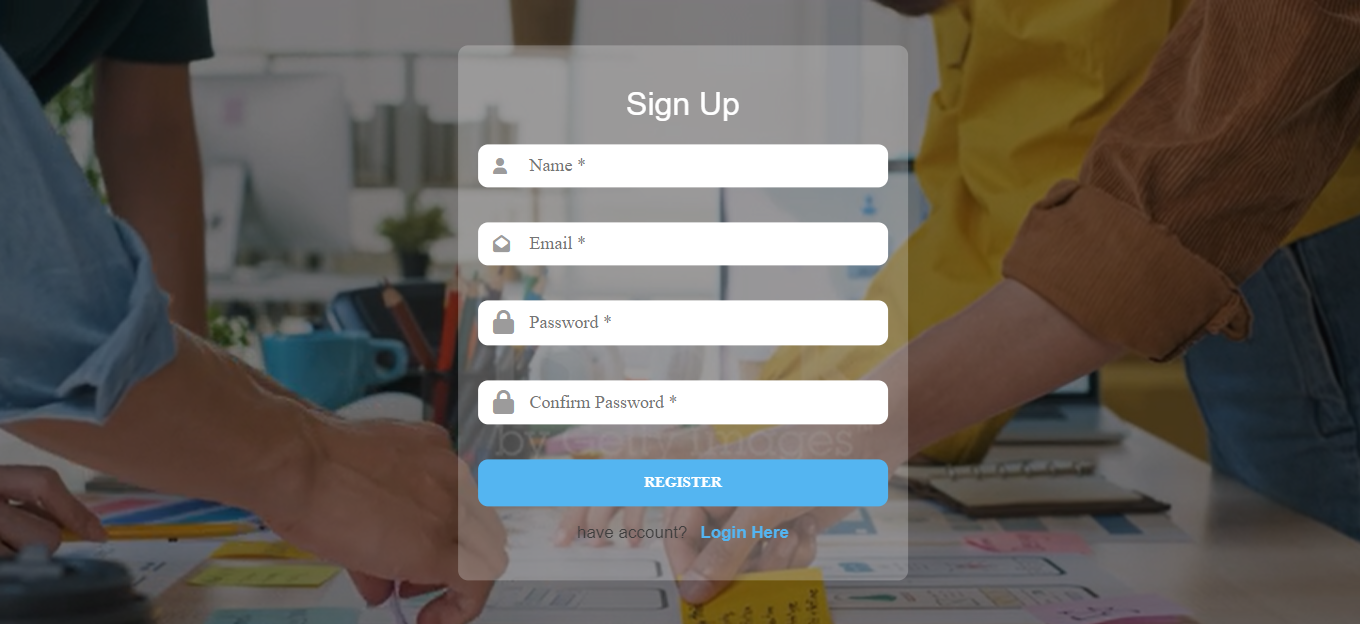 Sign Up
Name *
Email *
Password *
Confirm Password *
by Getty Images
REGISTER
have account? Login Here